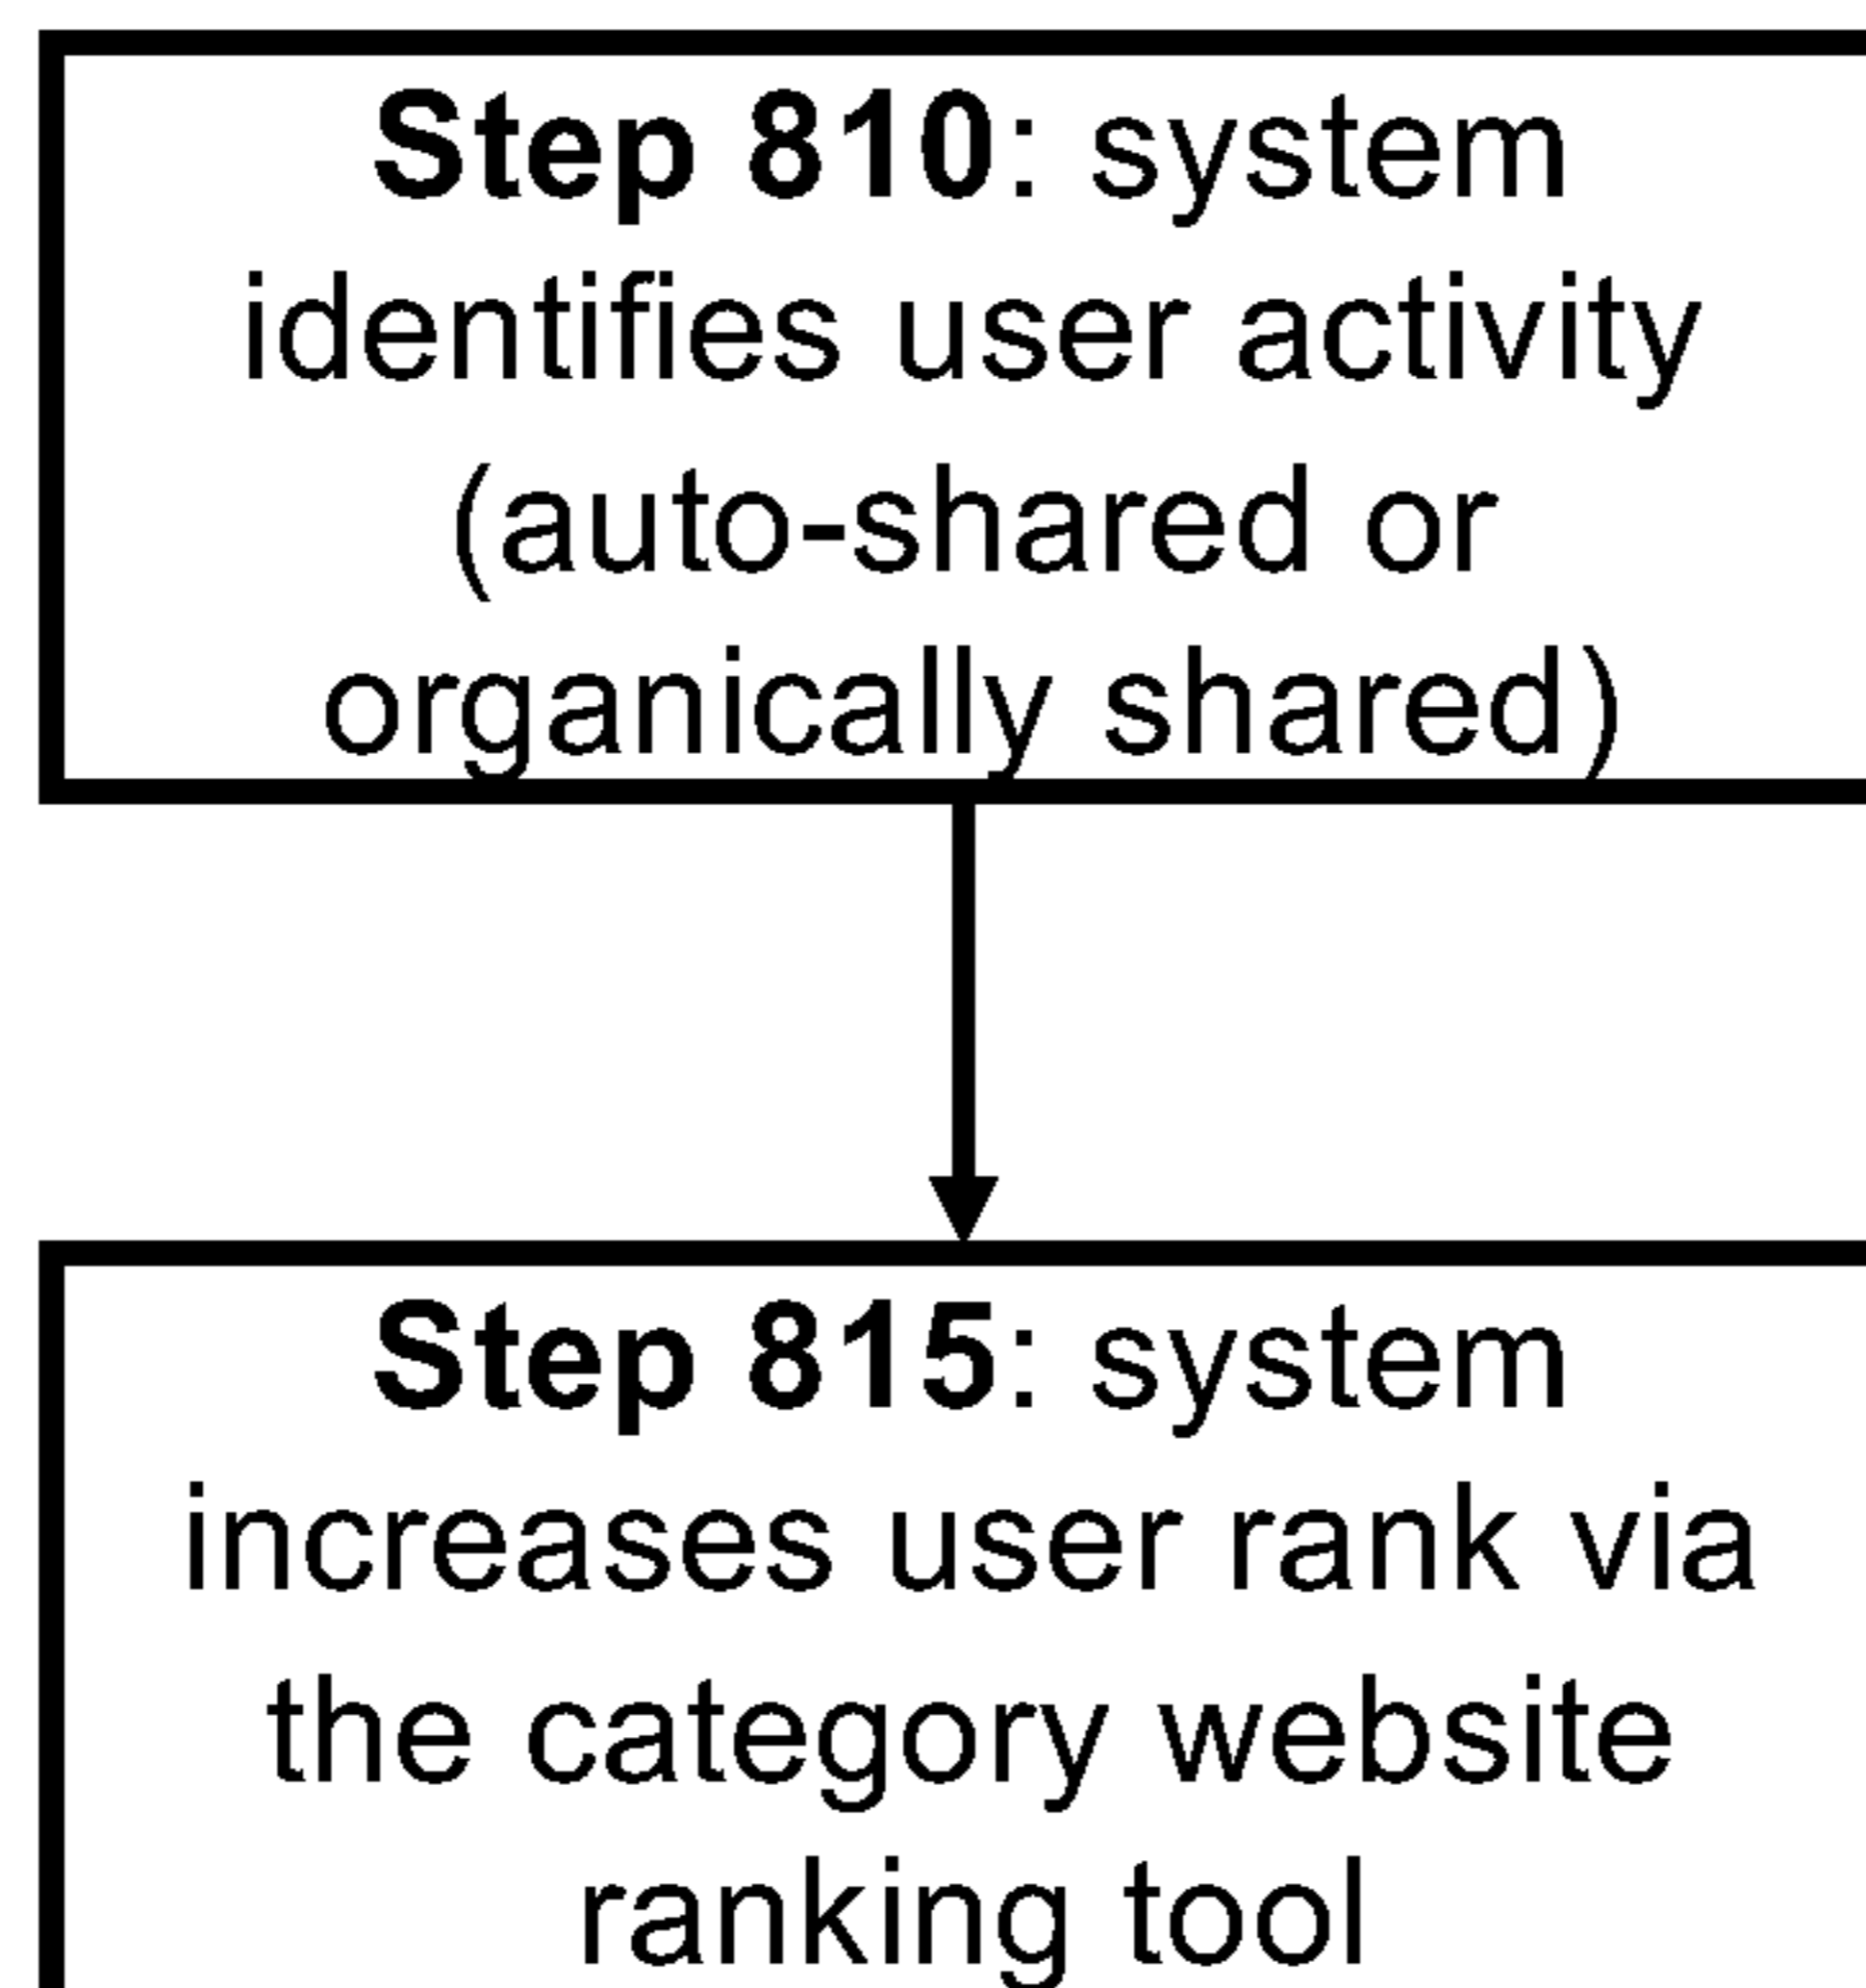 Step 810: system
identifies user activity
(auto-shared or
organically shared)
Step 815: system
increases user rank via
the category website
ranking tool